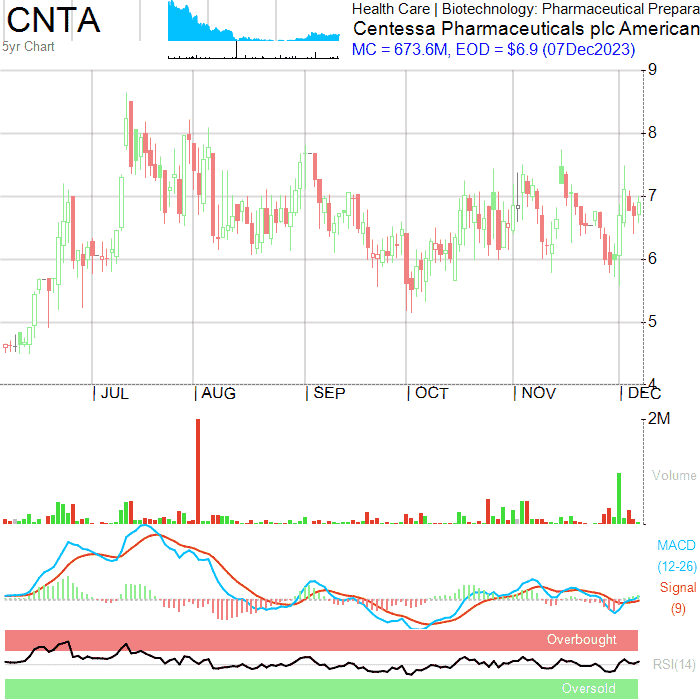 CNTA
5yr Chart
Health Care | Biotechnology: Pharmaceutical Prepara
Centessa Pharmaceuticals plc American
MC = 673.6M, EOD = $6.9 (07Dec2023)
9
8
7
6
5
4
JUL
AUG
SEP
OCT
NOV
DEC
2M
Volume
MACD
(12-26)
Signal
(9)
Overbought
RSI(14)
Oversold